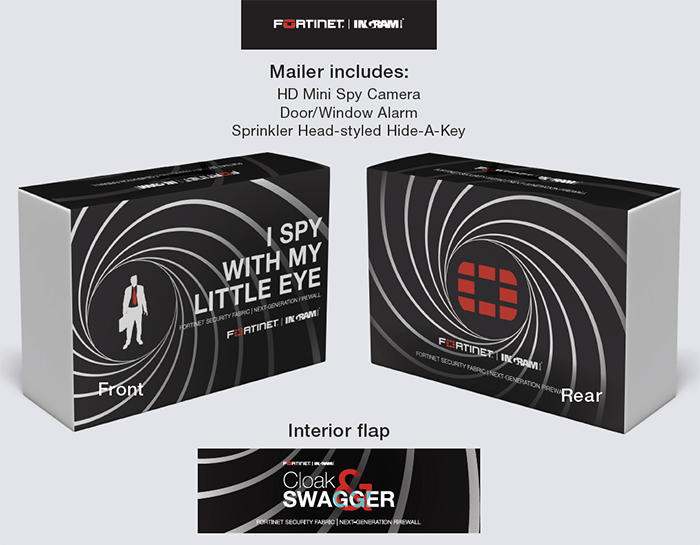 FORTINET. | INGRAM
Mailer includes:
HD Mini Spy Camera
Door/Window Alarm
Sprinkler Head-styled Hide-A-Key
FORTINET. INGRAM
I SPY
WITH MY
LITTLE EYE
FORTINET SECURITY FABRIC | NEXT-GENERATION FIREWALL
FORTINET. | INGRAM
Front
FORTINET. | INGRAM
FORTINET SECURITY FABRIC | NEXT-GENERATION FIREWALL
Rear
Interior flap
FORTINET. | INGRAM
Cloak &
SWAGGER
FORTINET SECURITY FABRIC | NEXT-GENERATION FIREWALL